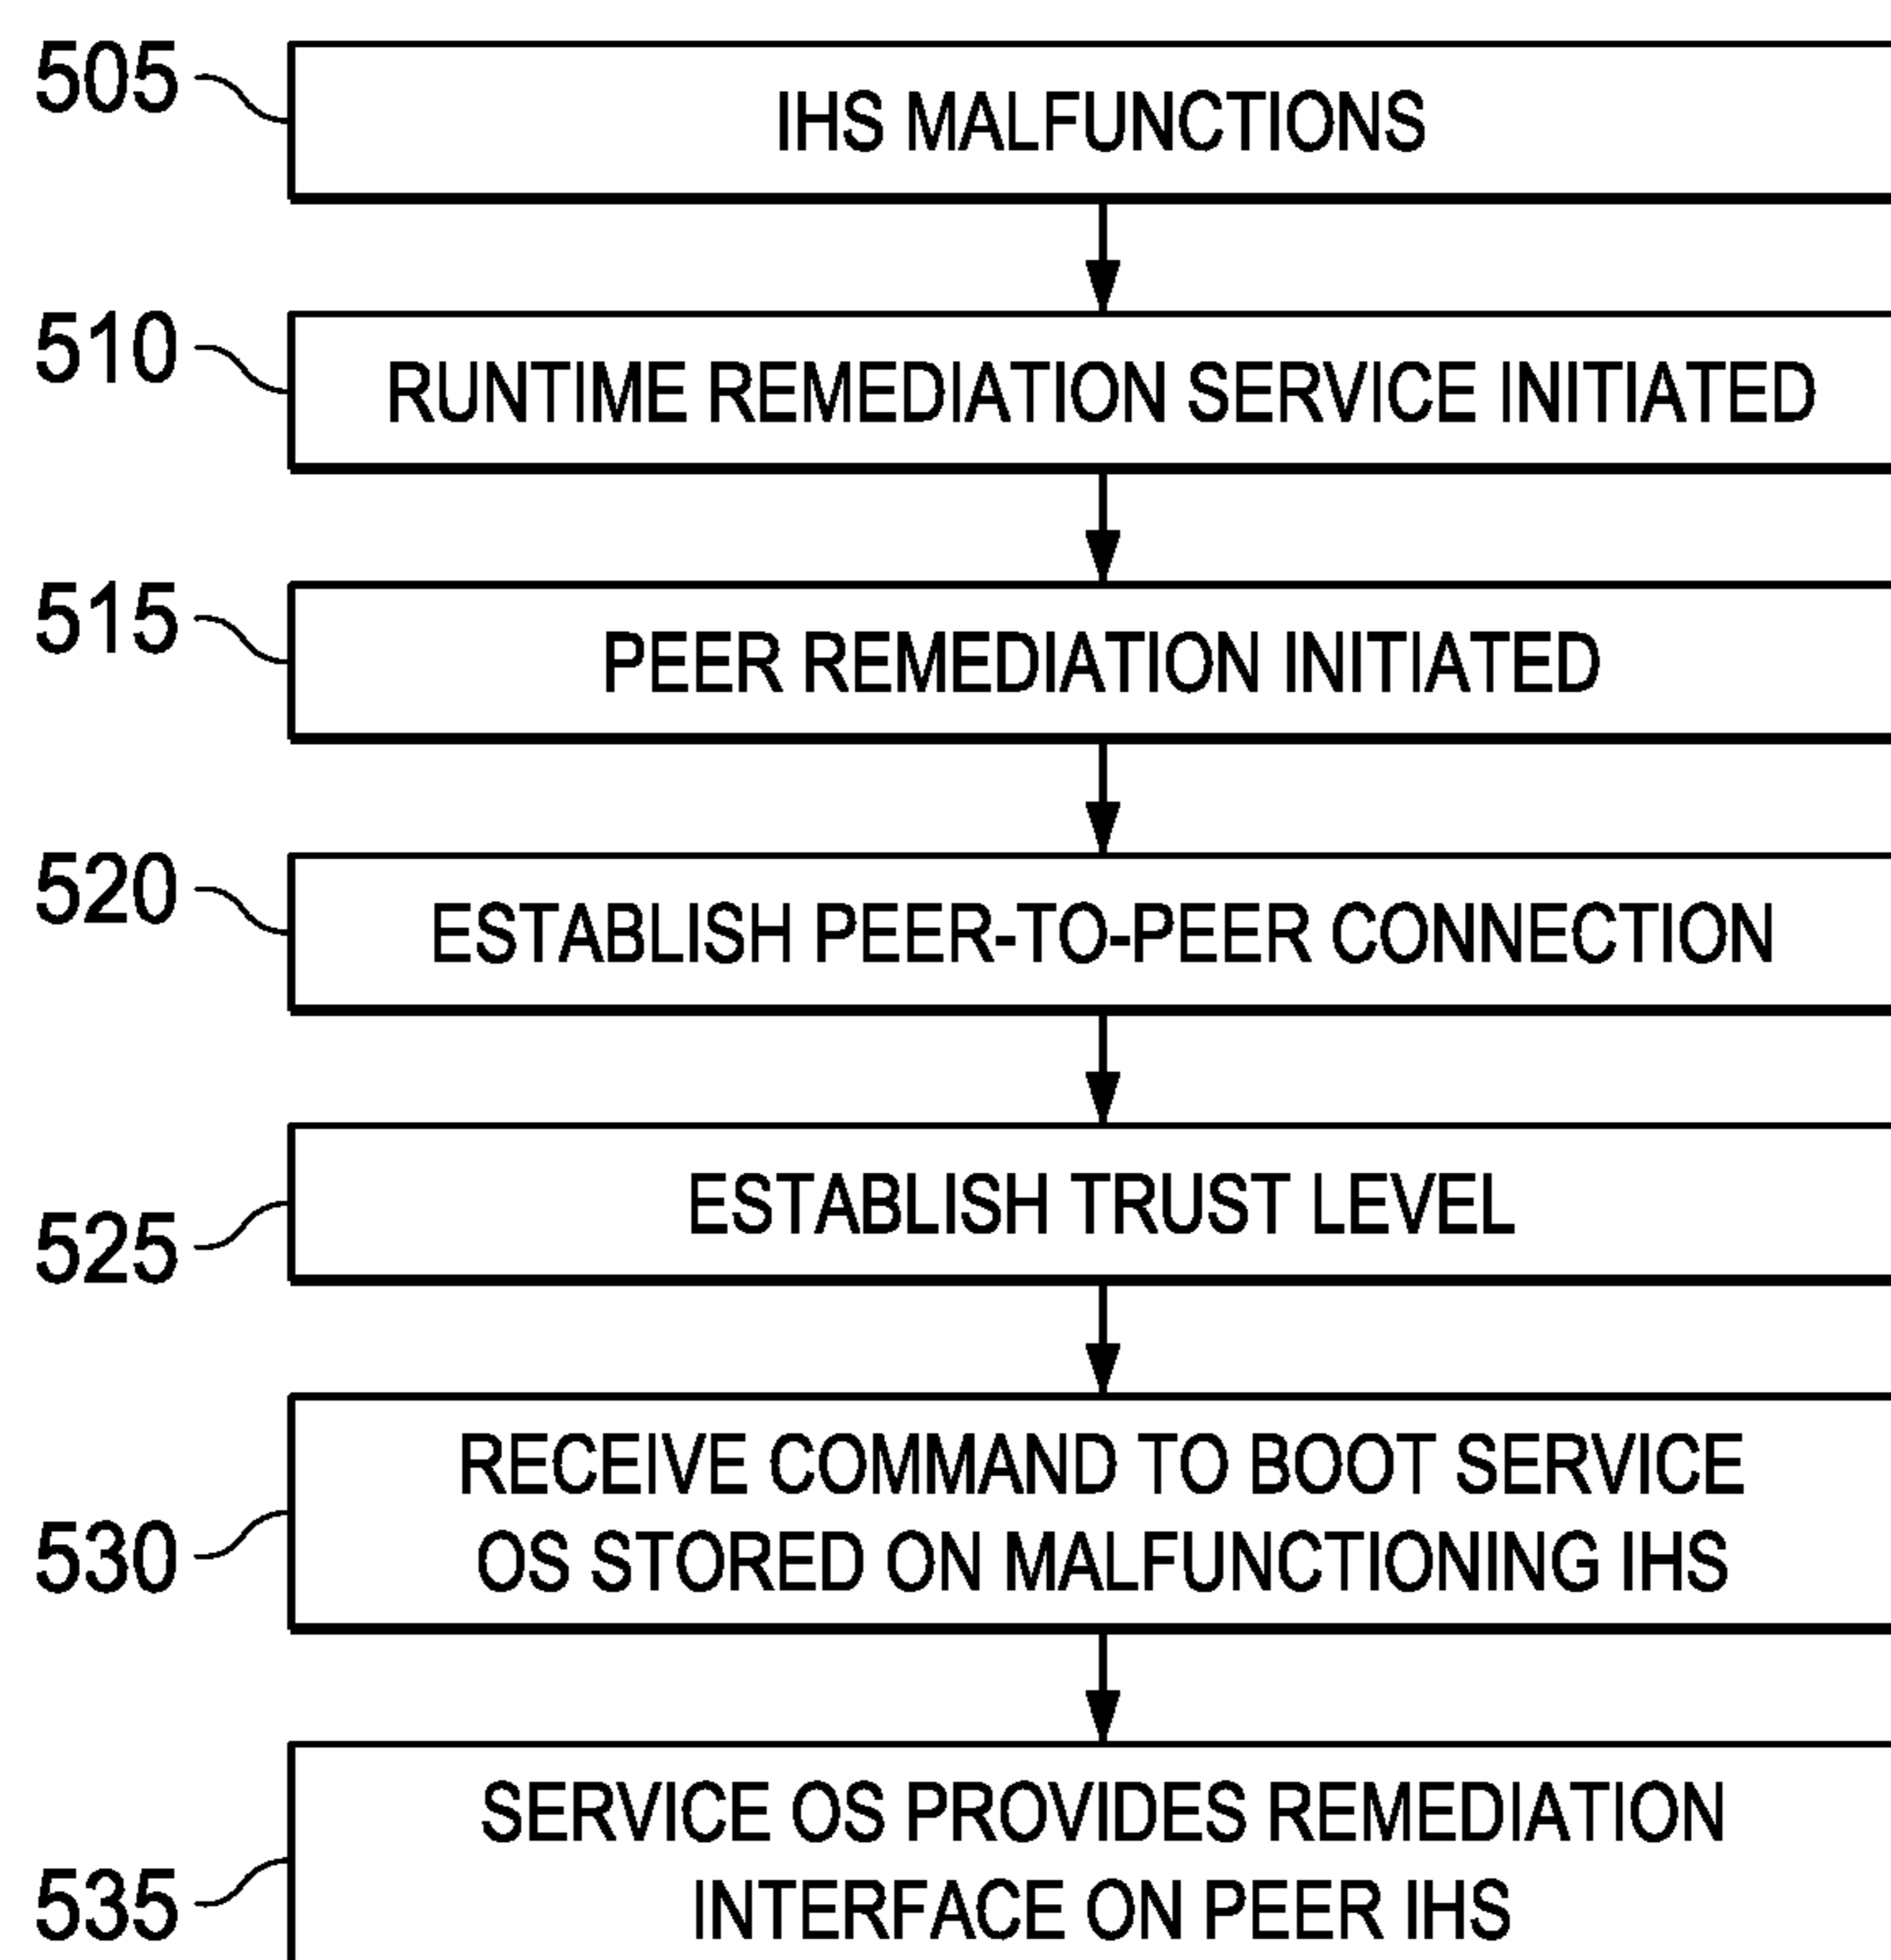 505
IHS MALFUNCTIONS
510
RUNTIME REMEDIATION SERVICE INITIATED
515
PEER REMEDIATION INITIATED
520
ESTABLISH PEER-TO-PEER CONNECTION
525
ESTABLISH TRUST LEVEL
530
RECEIVE COMMAND TO BOOT SERVICE
OS STORED ON MALFUNCTIONING IHS
535
SERVICE OS PROVIDES REMEDIATION
INTERFACE ON PEER IHS